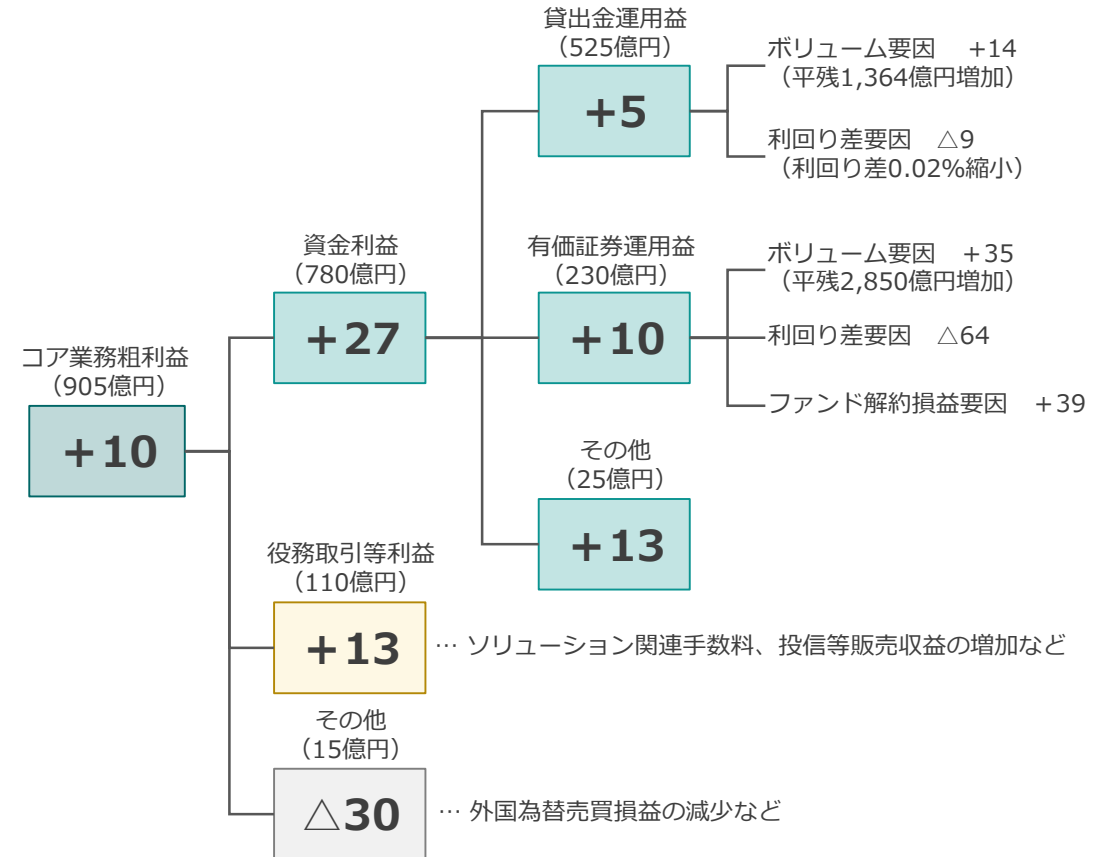 貸出金運用益
（525億円）
+5
ボリューム要因　+14
（平残1,364億円増加）
利回り差要因　△9
（利回り差0.02%縮小）
資金利益
（780億円）
+27
有価証券運用益
（230億円）
+10
ボリューム要因　+35
（平残2,850億円増加）
利回り差要因　△64
ファンド解約損益要因　+39
コア業務粗利益
（905億円）
+10
その他
（25億円）
+13
役務取引等利益
（110億円）
+13
… ソリューション関連手数料、投信等販売収益の増加など
その他
（15億円）
△30
… 外国為替売買損益の減少など